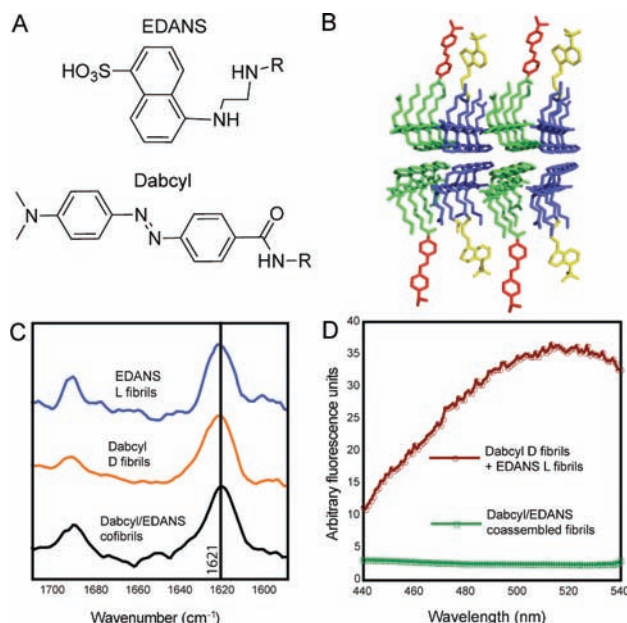 A
EDANS
HO3S
HN-R
NH
Dabcyl
N
N
N
O
HN-R
B
C
EDANS
L fibrils
Dabcyl
D fibrils
Dabcyl/EDANS
cofibrils
1621
1700 1680 1660 1640 1620 1600
Wavenumber (cm⁻¹)
D
Arbitrary fluorescence units
40
35
30
25
20
15
10
5
0
Dabcyl D fibrils
+ EDANS L fibrils
Dabcyl/EDANS
coassembled fibrils
440 460 480 500 520 540
Wavelength (nm)